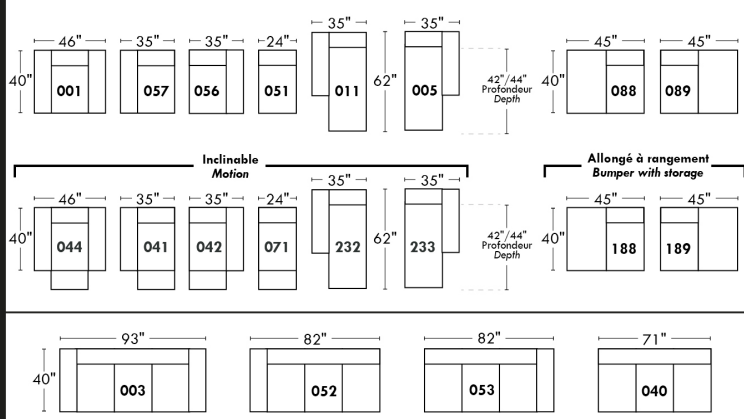 35" 35"
46" 35" 35" 24" 45" 45"
40" 001 057 056 051 011 62" 005 42"/44" 40" 088 089
Profondeur
Depth
Inclinable
Motion
Allongé à rangement
Bumper with storage
35" 35"
46" 35" 35" 24" 45" 45"
40" 044 041 042 071 232 62" 233 42"/44" 40" 188 189
Profondeur
Depth
93" 82" 82" 71"
40" 003 052 053 040